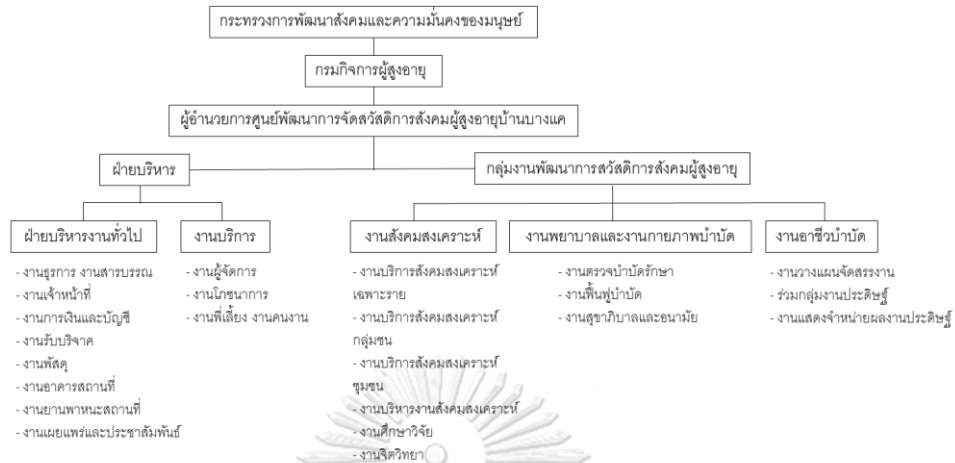 กระทรวงการพัฒนาสังคมและความมั่นคงของมนุษย์
กรมกิจการผู้สูงอายุ
ผู้อำนวยการศูนย์พัฒนาการจัดสวัสดิการสังคมผู้สูงอายุบ้านบางแค
ฝ่ายบริหาร
กลุ่มงานพัฒนาการสวัสดิการสังคมผู้สูงอายุ
ฝ่ายบริหารงานทั่วไป
- งานธุรการ งานสารบรรณ
- งานเจ้าหน้าที่
- งานการเงินและบัญชี
- งานรับบริจาค
- งานพัสดุ
- งานอาคารสถานที่
- งานยานพาหนะสถานที่
- งานเผยแพร่และประชาสัมพันธ์
งานบริการ
- งานผู้จัดการ
- งานโภชนาการ
- งานพี่เลี้ยง งานคนงาน
งานสังคมสงเคราะห์
- งานบริการสังคมสงเคราะห์
เฉพาะราย
- งานบริการสังคมสงเคราะห์
กลุ่มชน
- งานบริการสังคมสงเคราะห์
ชุมชน
- งานบริหารงานสังคมสงเคราะห์
- งานศึกษาวิจัย
- งานจิตวิทยา
งานพยาบาลและงานกายภาพบำบัด
- งานตรวจบำบัดรักษา
- งานฟื้นฟูบำบัด
- งานสุขาภิบาลและอนามัย
งานอาชีวบำบัด
- งานวางแผนจัดสรรงาน
- ร่วมกลุ่มงานประดิษฐ์
- งานแสดงจำหน่ายผลงานประดิษฐ์